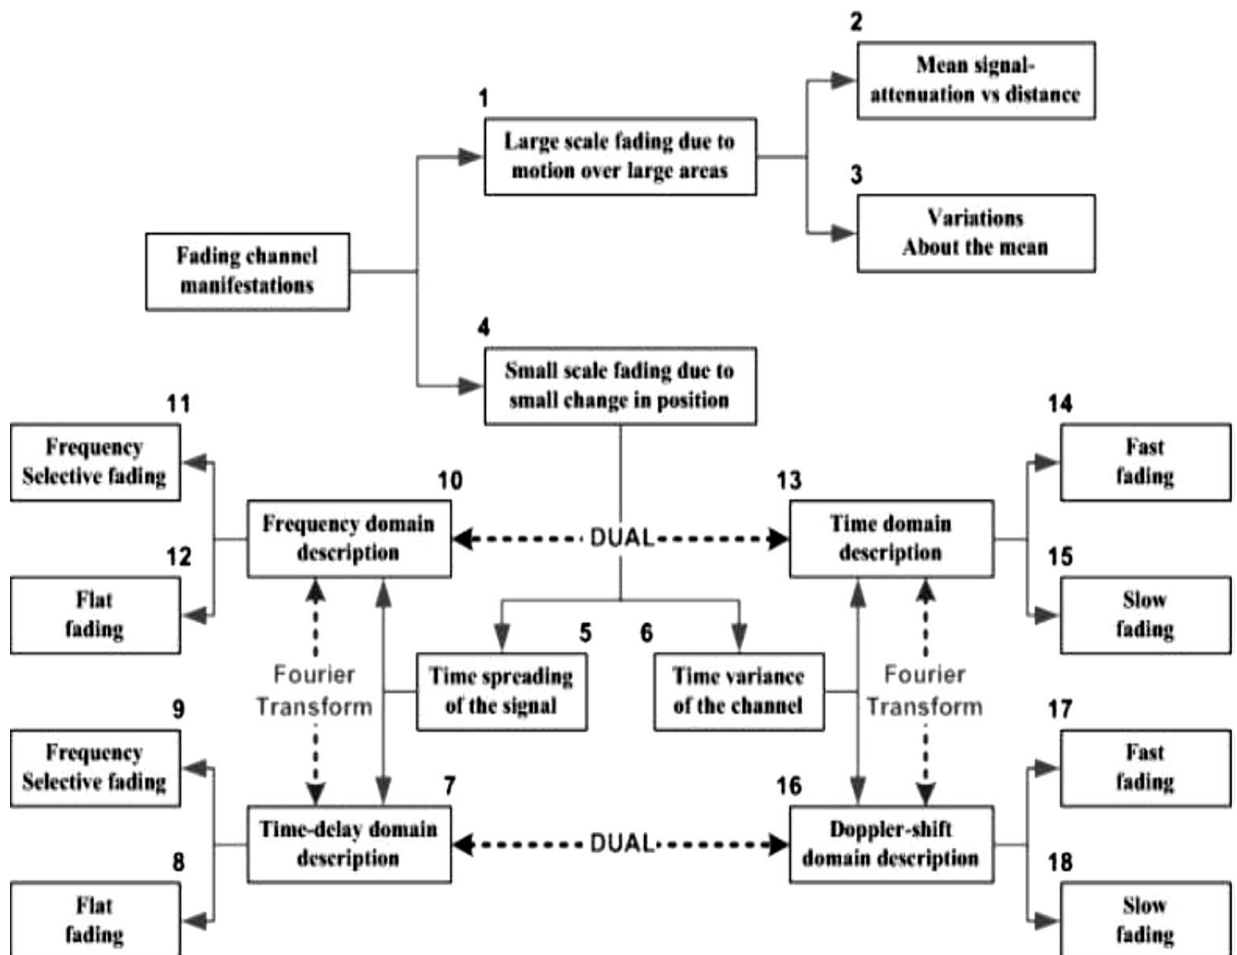 2
Mean signal-
attenuation vs distance
1
Large scale fading due to
motion over large areas
3
Variations
About the mean
Fading channel
manifestations
4
Small scale fading due to
small change in position
11
Frequency
Selective fading
14
Fast
fading
10
Frequency domain
description
DUAL
13
Time domain
description
12
Flat
fading
15
Slow
fading
5
Time spreading
of the signal
6
Time variance
of the channel
Fourier
Transform
Fourier
Transform
9
Frequency
Selective fading
17
Fast
fading
7
Time-delay domain
description
DUAL
16
Doppler-shift
domain description
8
Flat
fading
18
Slow
fading